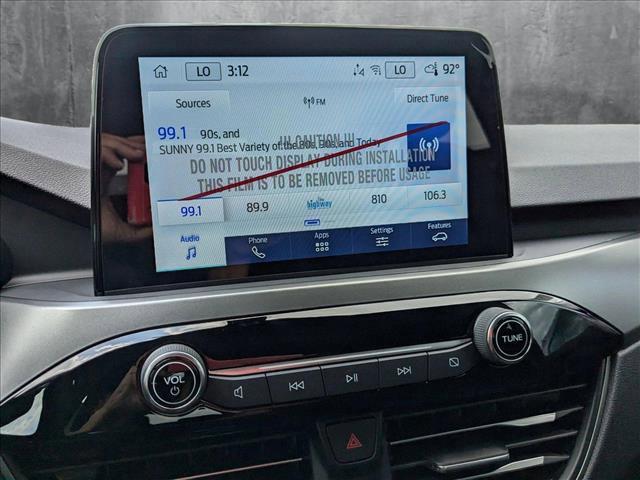 LO 3:12 LO 92°
Sources FM Direct Tune
99.1 90s, and
SUNNY 99.1 Best Variety of the 80s, 90s, and Today
!!! CAUTION !!!
DO NOT TOUCH DISPLAY DURING INSTALLATION
THIS FILM IS TO BE REMOVED BEFORE USAGE
99.1 89.9 the highway 810 106.3
Audio Phone Apps Settings Features
VOL TUNE